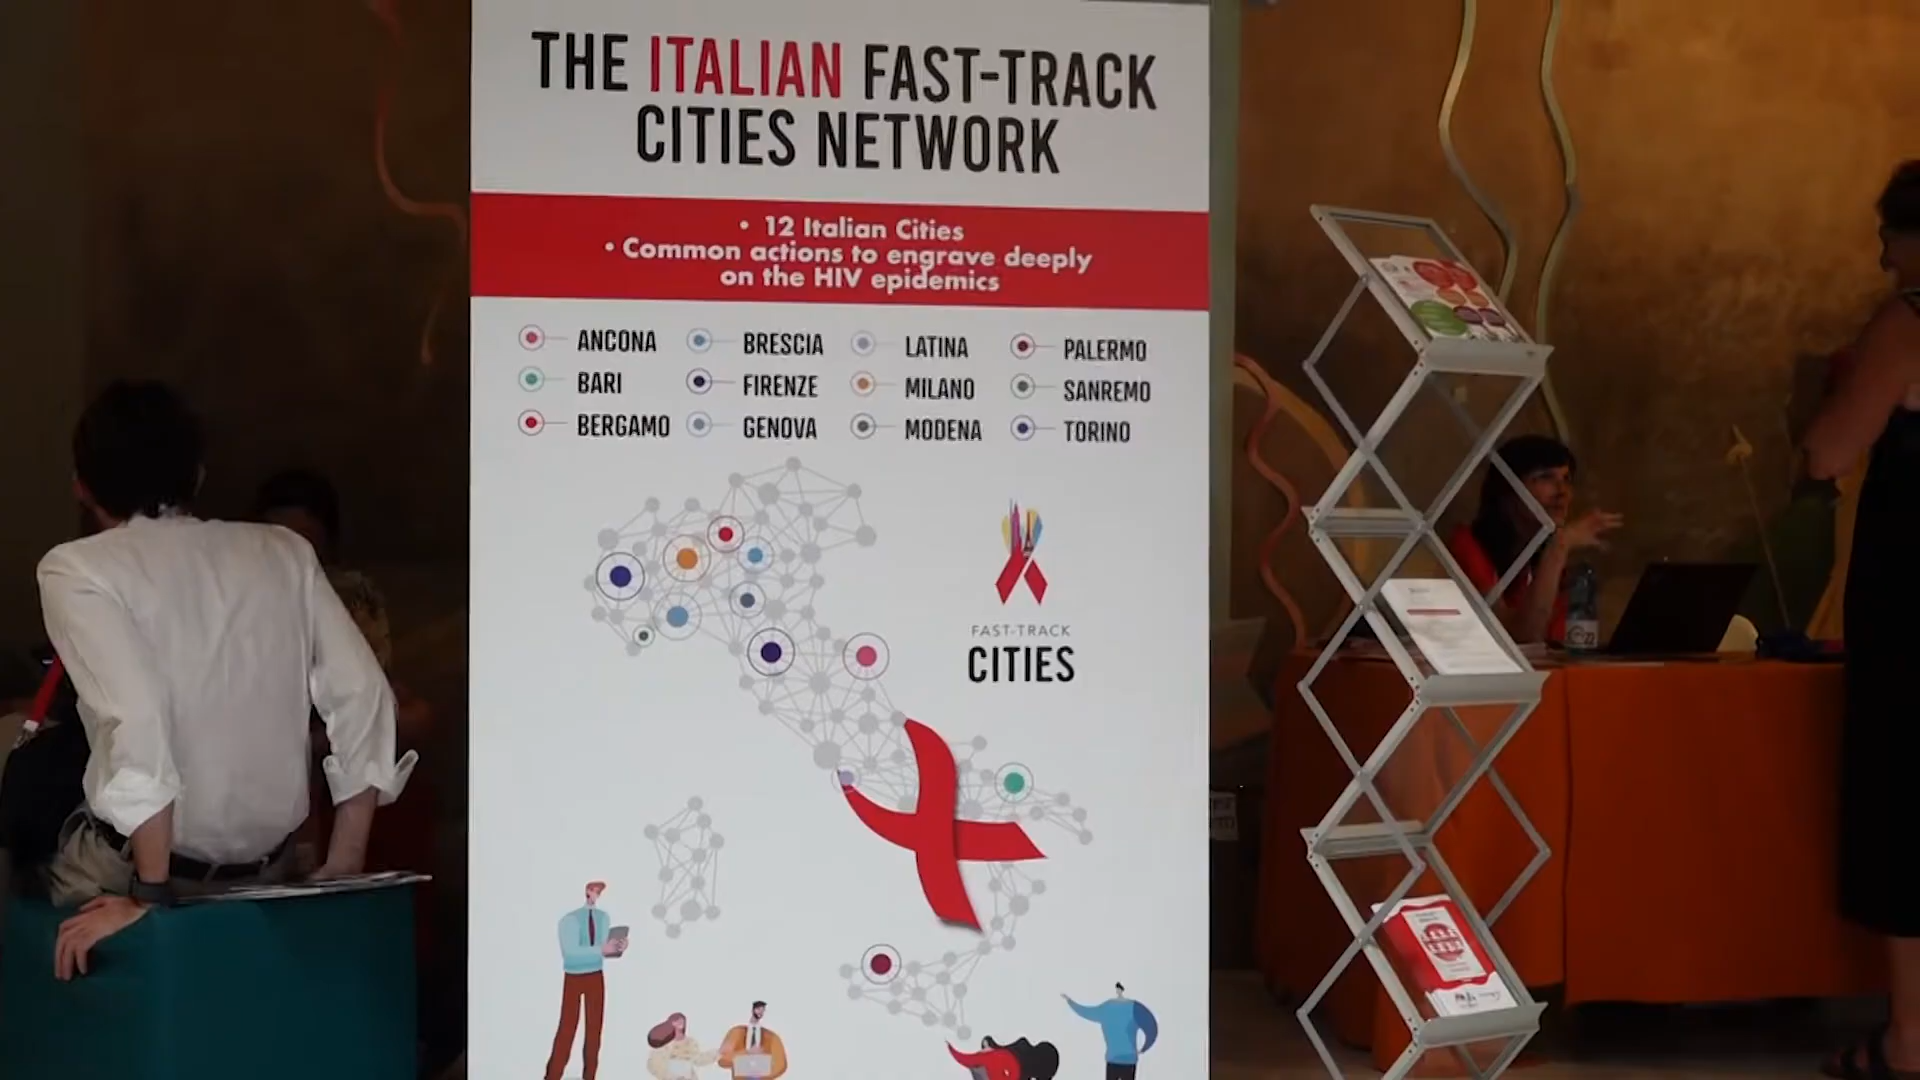 THE ITALIAN FAST-TRACK
CITIES NETWORK
• 12 Italian Cities
• Common actions to engrave deeply
on the HIV epidemics
ANCONA BRESCIA LATINA PALERMO
BARI FIRENZE MILANO SANREMO
BERGAMO GENOVA MODENA TORINO
FAST-TRACK
CITIES